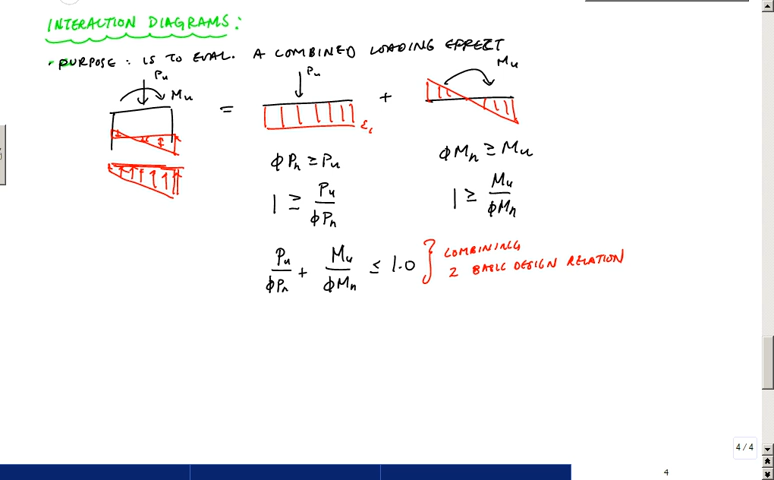 INTERACTION DIAGRAMS:
• PURPOSE: IS TO EVAL. A COMBINED LOADING EFFECT
Pu
Mu
=
Pu
+
Mu
ϕPn ≥ Pu
ϕMn ≥ Mu
1 ≥ Pu/ϕPn
1 ≥ Mu/ϕMn
Pu/ϕPn + Mu/ϕMn ≤ 1.0 } COMBINING
2 BASIC DESIGN RELATION
4 / 4
4